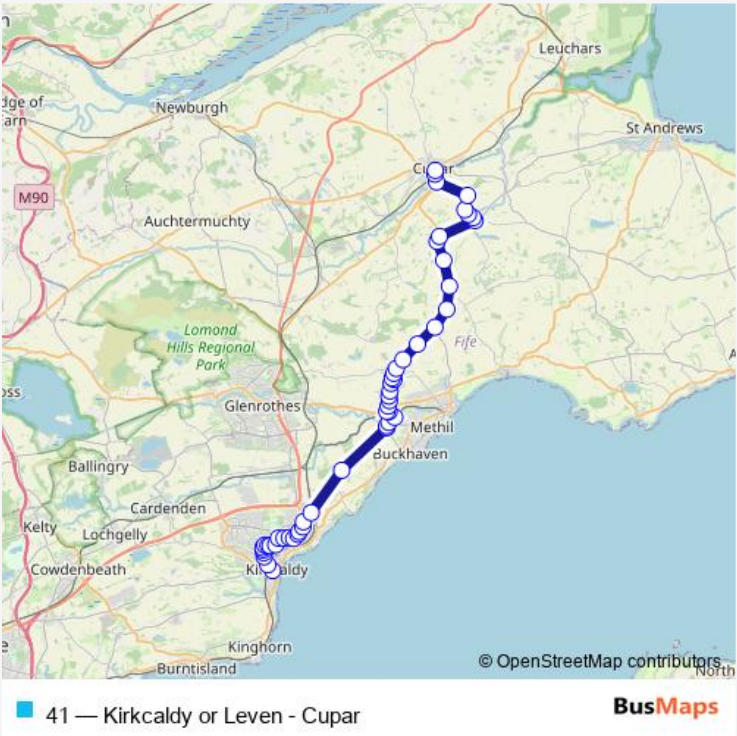 n
Leuchars
dge of
arn
Newburgh
St Andrews
Cupar
M90
Auchtermuchty
Lomond
Hills Regional
Park
Fife
A
oss
Glenrothes
Methil
Buckhaven
Ballingry
Cardenden
Kelty
Lochgelly
Cowdenbeath
Kirkcaldy
Kinghorn
e
Burntisland
© OpenStreetMap contributors
North
41 — Kirkcaldy or Leven - Cupar
BusMaps